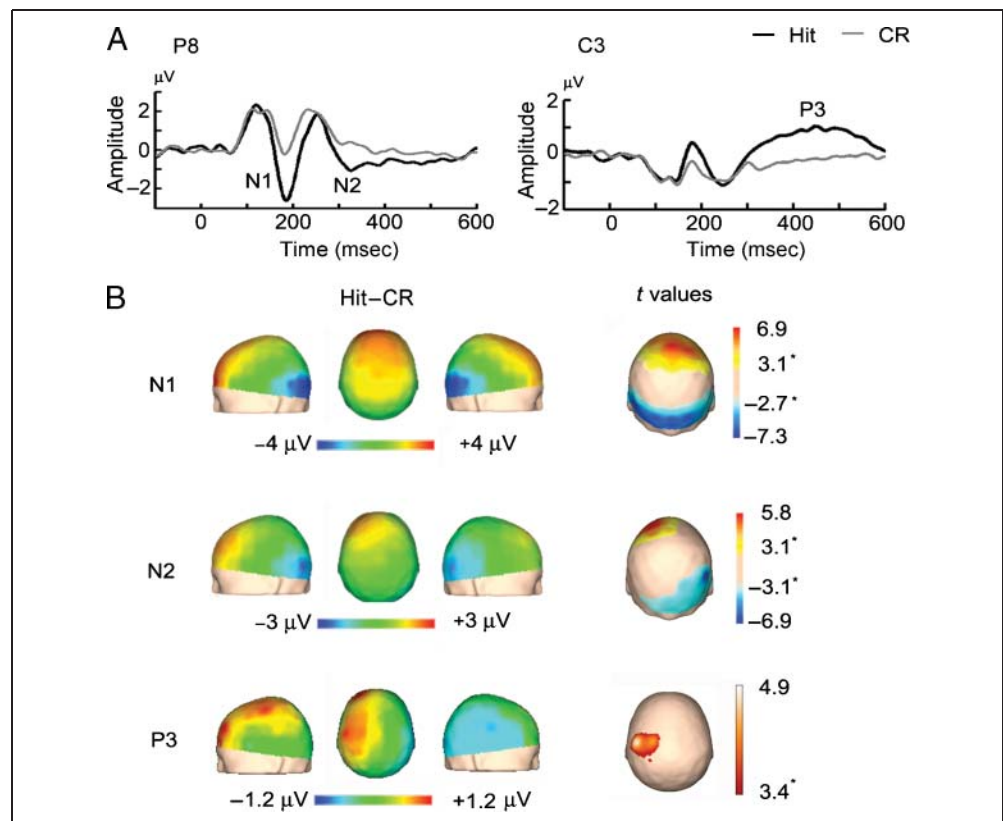 A P8 C3 Hit CR
µV µV
Amplitude 2 0 −2 N1 N2
Amplitude 2 0 −2 P3
0 200 400 600 0 200 400 600
Time (msec) Time (msec)
B Hit−CR t values
N1 6.9
3.1*
−2.7*
−4 µV +4 µV −7.3
N2 5.8
3.1*
−3.1*
−3 µV +3 µV −6.9
P3 4.9
3.4*
−1.2 µV +1.2 µV